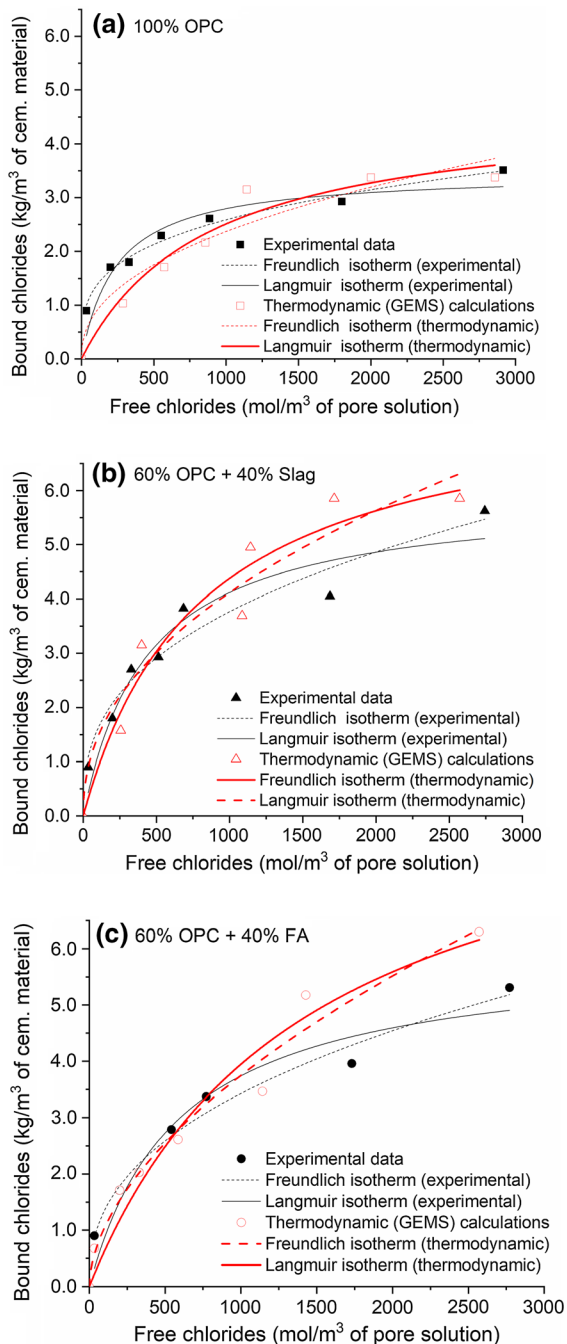 (a) 100% OPC
6.0
5.0
4.0
3.0
2.0
1.0
0.0
Bound chlorides (kg/m³ of cem. material)
Experimental data
Freundlich isotherm (experimental)
Langmuir isotherm (experimental)
Thermodynamic (GEMS) calculations
Freundlich isotherm (thermodynamic)
Langmuir isotherm (thermodynamic)
0 500 1000 1500 2000 2500 3000
Free chlorides (mol/m³ of pore solution)
(b) 60% OPC + 40% Slag
6.0
5.0
4.0
3.0
2.0
1.0
0.0
Bound chlorides (kg/m³ of cem. material)
Experimental data
Freundlich isotherm (experimental)
Langmuir isotherm (experimental)
Thermodynamic (GEMS) calculations
Freundlich isotherm (thermodynamic)
Langmuir isotherm (thermodynamic)
0 500 1000 1500 2000 2500 3000
Free chlorides (mol/m³ of pore solution)
(c) 60% OPC + 40% FA
6.0
5.0
4.0
3.0
2.0
1.0
0.0
Bound chlorides (kg/m³ of cem. material)
Experimental data
Freundlich isotherm (experimental)
Langmuir isotherm (experimental)
Thermodynamic (GEMS) calculations
Freundlich isotherm (thermodynamic)
Langmuir isotherm (thermodynamic)
0 500 1000 1500 2000 2500 3000
Free chlorides (mol/m³ of pore solution)